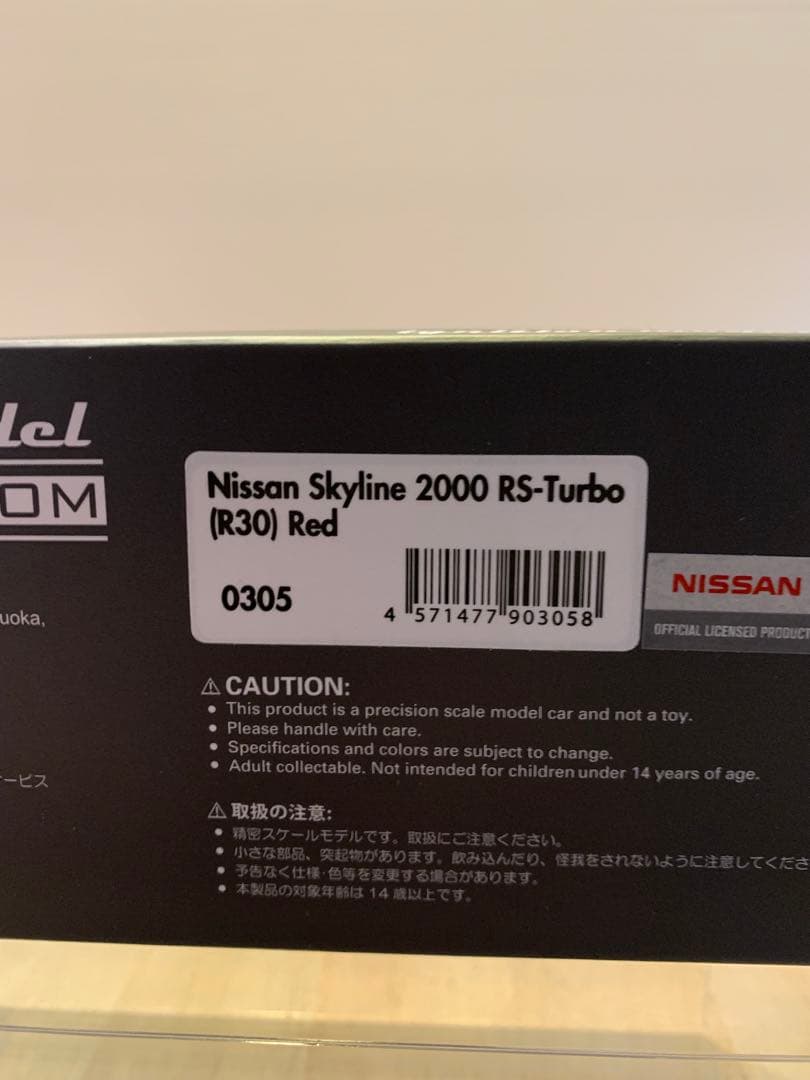 del
OM
uoka,
ービス
Nissan Skyline 2000 RS-Turbo
(R30) Red
0305
4 571477 903058
NISSAN
OFFICIAL LICENSED PRODUCT
⚠ CAUTION:
• This product is a precision scale model car and not a toy.
• Please handle with care.
• Specifications and colors are subject to change.
• Adult collectable. Not intended for children under 14 years of age.
⚠ 取扱の注意:
• 精密スケールモデルです。取扱にご注意ください。
• 小さな部品、突起物があります。飲み込んだり、怪我をされないように注意してくださ
• 予告なく仕様・色等を変更する場合があります。
• 本製品の対象年齢は 14 歳以上です。